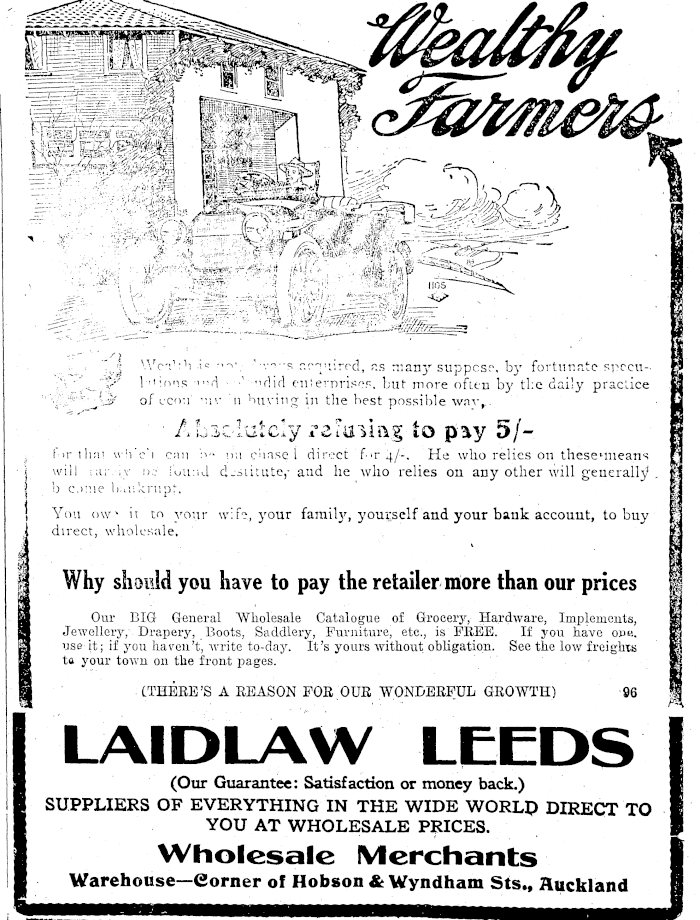 Wealthy
Farmers
1105
Wealth is not always acquired, as many suppose, by fortunate specu-
lations and splendid enterprises, but more often by the daily practice
of economy in buying in the best possible way,
Absolutely refusing to pay 5/-
for that which can be purchased direct for 4/-. He who relies on these means
will rarely be found destitute, and he who relies on any other will generally
become bankrupt.
You owe it to your wife, your family, yourself and your bank account, to buy
direct, wholesale.
Why should you have to pay the retailer more than our prices
Our BIG General Wholesale Catalogue of Grocery, Hardware, Implements,
Jewellery, Drapery, Boots, Saddlery, Furniture, etc., is FREE. If you have one,
use it; if you haven't, write to-day. It's yours without obligation. See the low freights
to your town on the front pages.
(THERE'S A REASON FOR OUR WONDERFUL GROWTH) 96
LAIDLAW LEEDS
(Our Guarantee: Satisfaction or money back.)
SUPPLIERS OF EVERYTHING IN THE WIDE WORLD DIRECT TO
YOU AT WHOLESALE PRICES.
Wholesale Merchants
Warehouse—Corner of Hobson & Wyndham Sts., Auckland